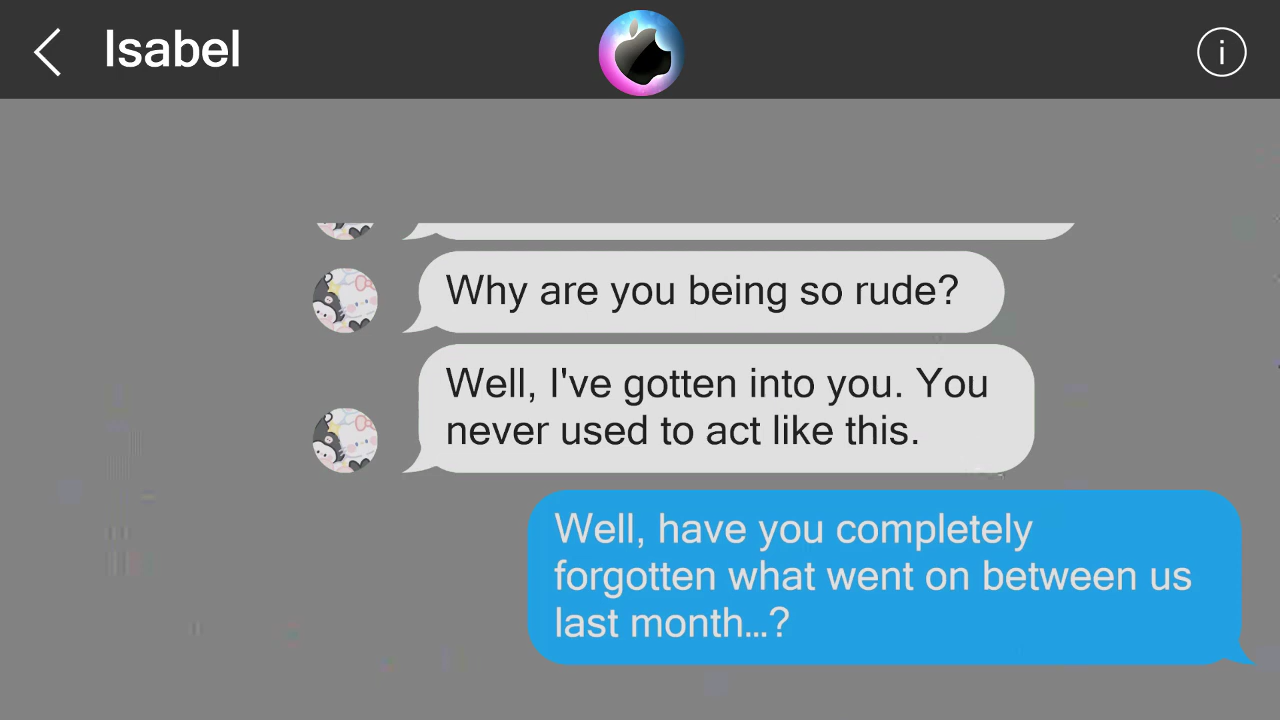 Isabel
i
Why are you being so rude?
Well, I've gotten into you. You
never used to act like this.
Well, have you completely
forgotten what went on between us
last month...?